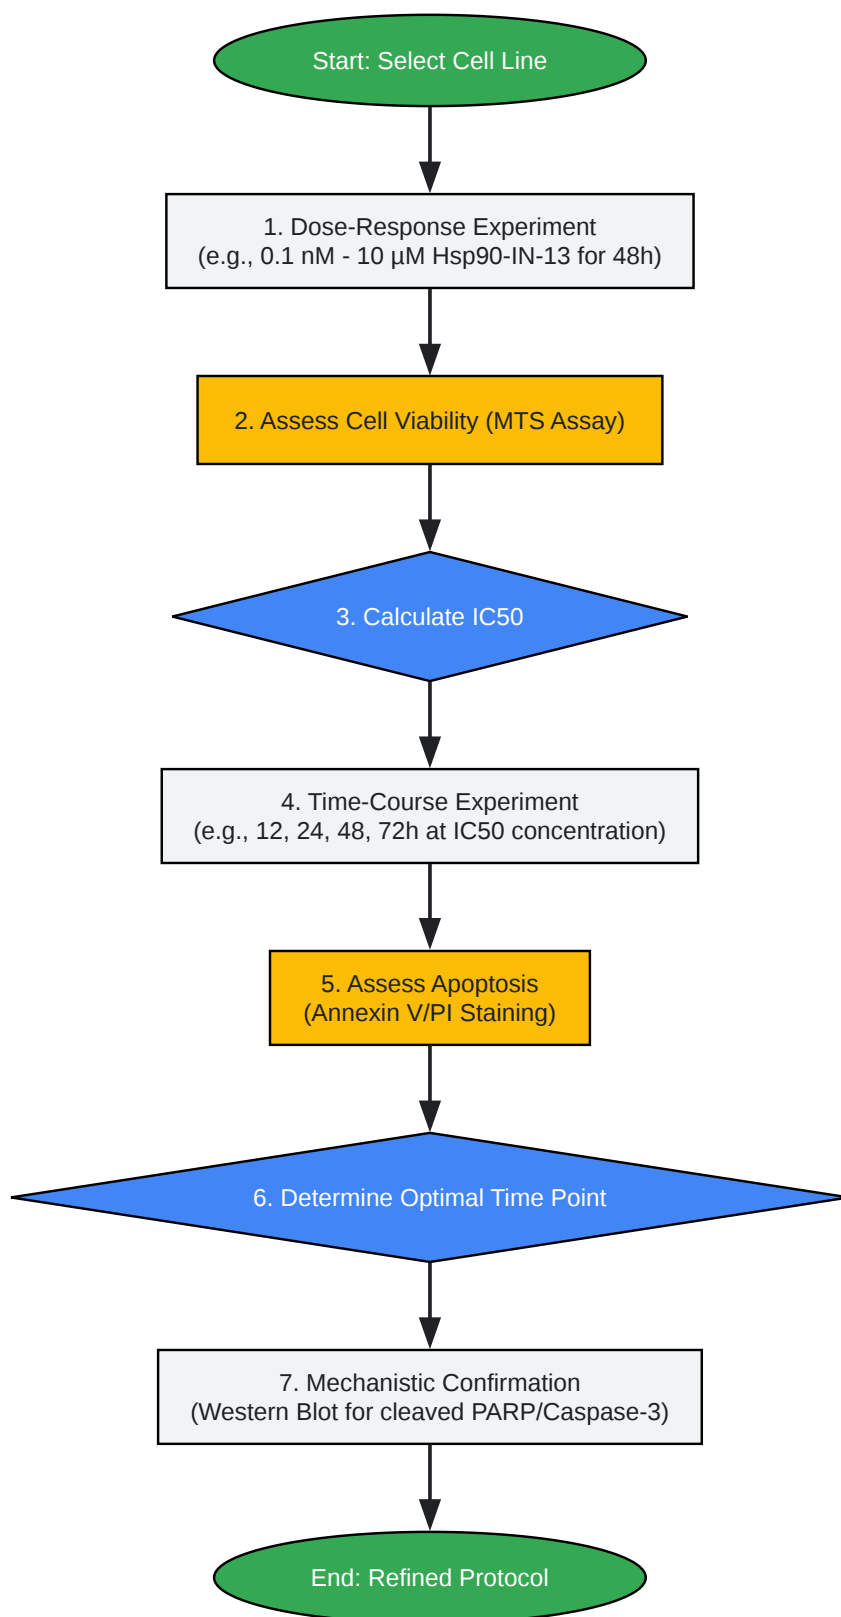 Start: Select Cell Line
1. Dose-Response Experiment
(e.g., 0.1 nM - 10 µM Hsp90-IN-13 for 48h)
2. Assess Cell Viability (MTS Assay)
3. Calculate IC50
4. Time-Course Experiment
(e.g., 12, 24, 48, 72h at IC50 concentration)
5. Assess Apoptosis
(Annexin V/PI Staining)
6. Determine Optimal Time Point
7. Mechanistic Confirmation
(Western Blot for cleaved PARP/Caspase-3)
End: Refined Protocol